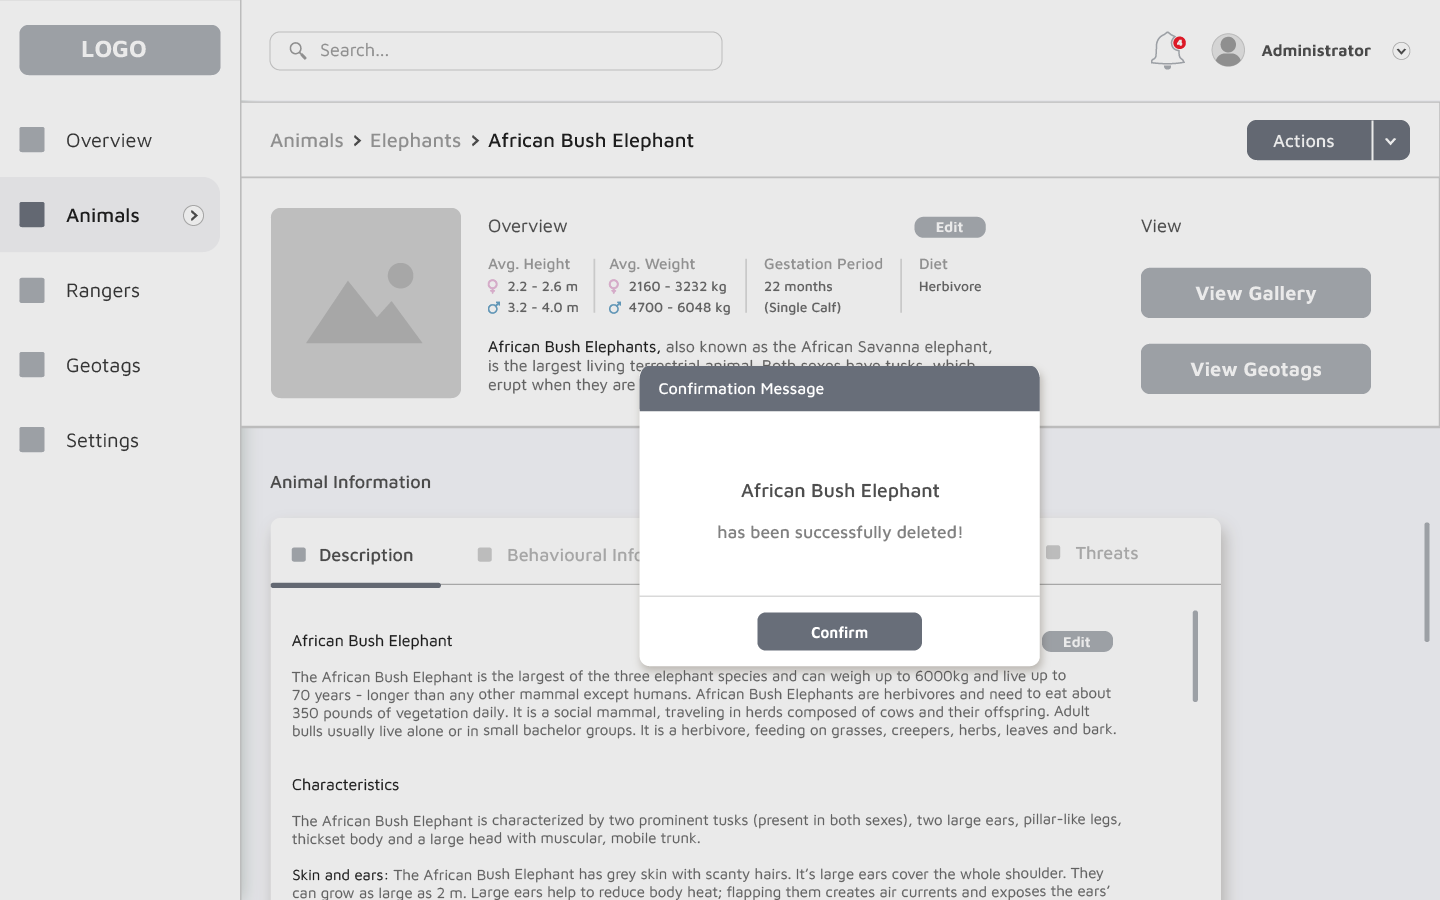 LOGO
Search...
4
Administrator
Overview
Animals
Rangers
Geotags
Settings
Animals > Elephants > African Bush Elephant
Actions
Overview
Edit
Avg. Height
2.2 - 2.6 m
3.2 - 4.0 m
Avg. Weight
2160 - 3232 kg
4700 - 6048 kg
Gestation Period
22 months
(Single Calf)
Diet
Herbivore
African Bush Elephants, also known as the African Savanna elephant,
is the largest living terrestrial animal. Both sexes have tusks, which
erupt when they are
View
View Gallery
View Geotags
Confirmation Message
African Bush Elephant
has been successfully deleted!
Confirm
Animal Information
Description
Behavioural Info
Threats
African Bush Elephant
Edit
The African Bush Elephant is the largest of the three elephant species and can weigh up to 6000kg and live up to
70 years - longer than any other mammal except humans. African Bush Elephants are herbivores and need to eat about
350 pounds of vegetation daily. It is a social mammal, traveling in herds composed of cows and their offspring. Adult
bulls usually live alone or in small bachelor groups. It is a herbivore, feeding on grasses, creepers, herbs, leaves and bark.
Characteristics
The African Bush Elephant is characterized by two prominent tusks (present in both sexes), two large ears, pillar-like legs,
thickset body and a large head with muscular, mobile trunk.
Skin and ears: The African Bush Elephant has grey skin with scanty hairs. It's large ears cover the whole shoulder. They
can grow as large as 2 m. Large ears help to reduce body heat; flapping them creates air currents and exposes the ears'